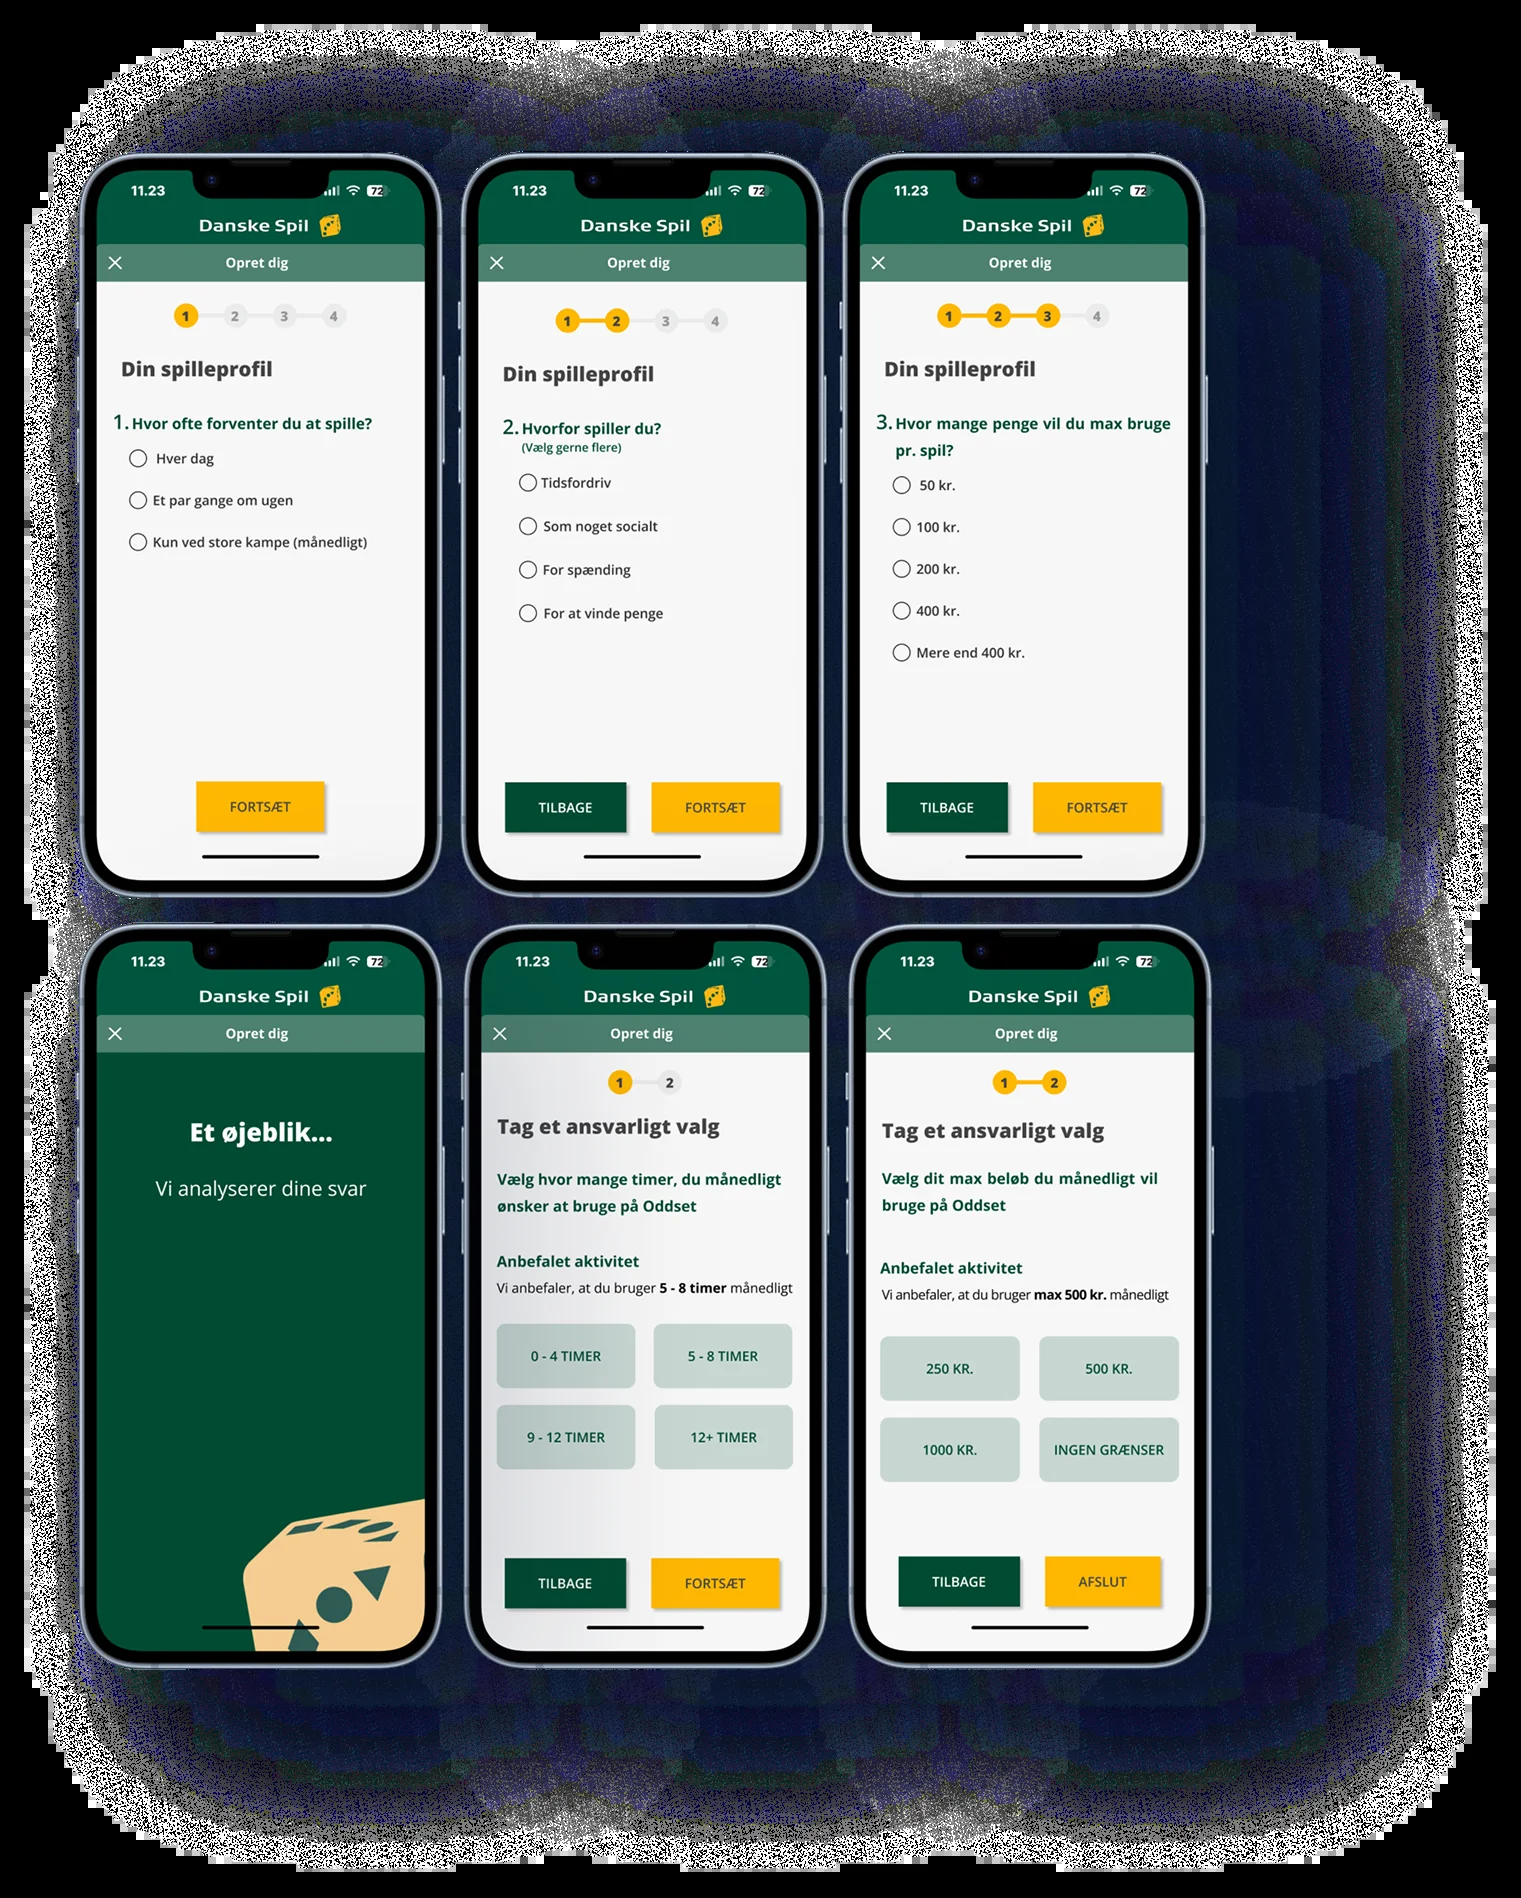 11.23
72
Danske Spil
Opret dig
1 2 3 4
Din spilleprofil
1. Hvor ofte forventer du at spille?
Hver dag
Et par gange om ugen
Kun ved store kampe (månedligt)
FORTSÆT
11.23
72
Danske Spil
Opret dig
1 2 3 4
Din spilleprofil
2. Hvorfor spiller du?
(Vælg gerne flere)
Tidsfordriv
Som noget socialt
For spænding
For at vinde penge
TILBAGE FORTSÆT
11.23
72
Danske Spil
Opret dig
1 2 3 4
Din spilleprofil
3. Hvor mange penge vil du max bruge
pr. spil?
50 kr.
100 kr.
200 kr.
400 kr.
Mere end 400 kr.
TILBAGE FORTSÆT
11.23
72
Danske Spil
Opret dig
Et øjeblik...
Vi analyserer dine svar
11.23
72
Danske Spil
Opret dig
1 2
Tag et ansvarligt valg
Vælg hvor mange timer, du månedligt
ønsker at bruge på Oddset
Anbefalet aktivitet
Vi anbefaler, at du bruger 5 - 8 timer månedligt
0 - 4 TIMER 5 - 8 TIMER
9 - 12 TIMER 12+ TIMER
TILBAGE FORTSÆT
11.23
72
Danske Spil
Opret dig
1 2
Tag et ansvarligt valg
Vælg dit max beløb du månedligt vil
bruge på Oddset
Anbefalet aktivitet
Vi anbefaler, at du bruger max 500 kr. månedligt
250 KR. 500 KR.
1000 KR. INGEN GRÆNSER
TILBAGE AFSLUT